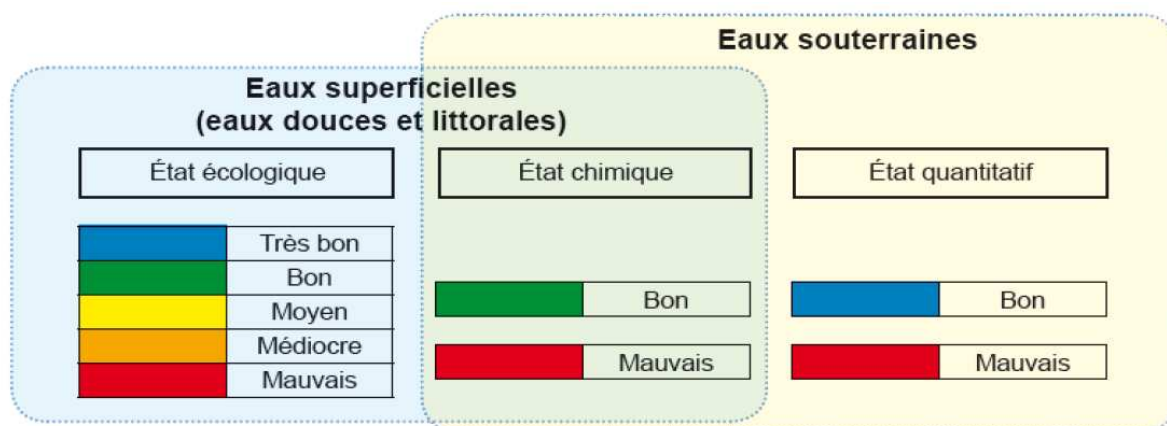 Eaux souterraines
Eaux superficielles
(eaux douces et littorales)
État écologique
État chimique
État quantitatif
Très bon
Bon
Moyen
Médiocre
Mauvais
Bon
Mauvais
Bon
Mauvais